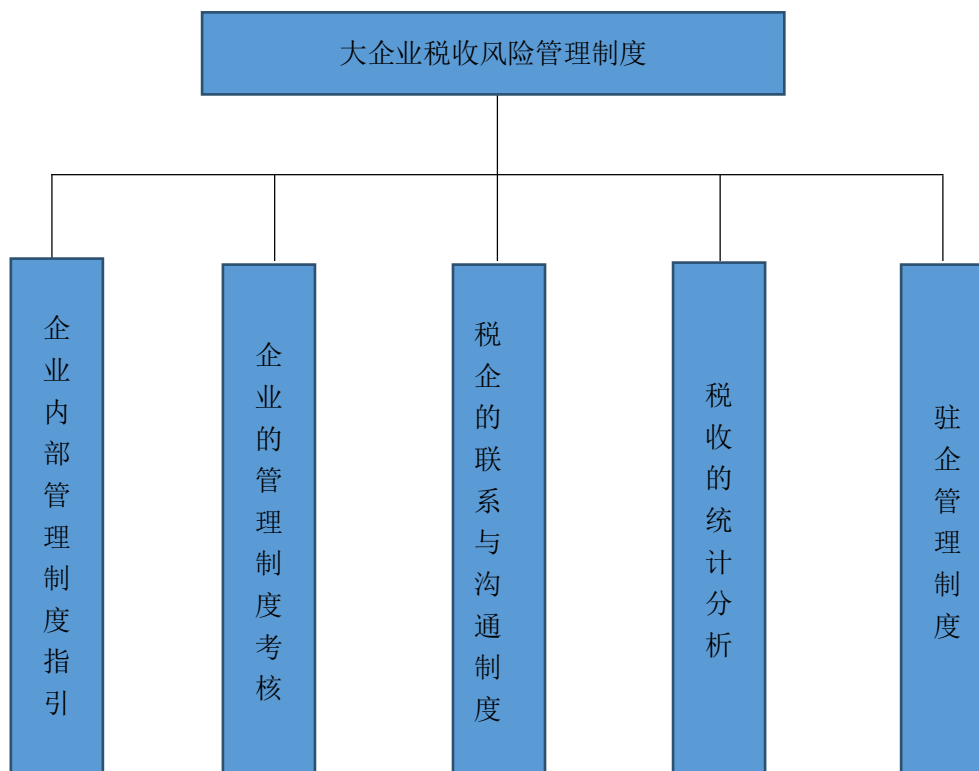 大企业税收风险管理制度
企业内部管理制度指引
企业的管理制度考核
税企的联系与沟通制度
税收的统计分析
驻企管理制度